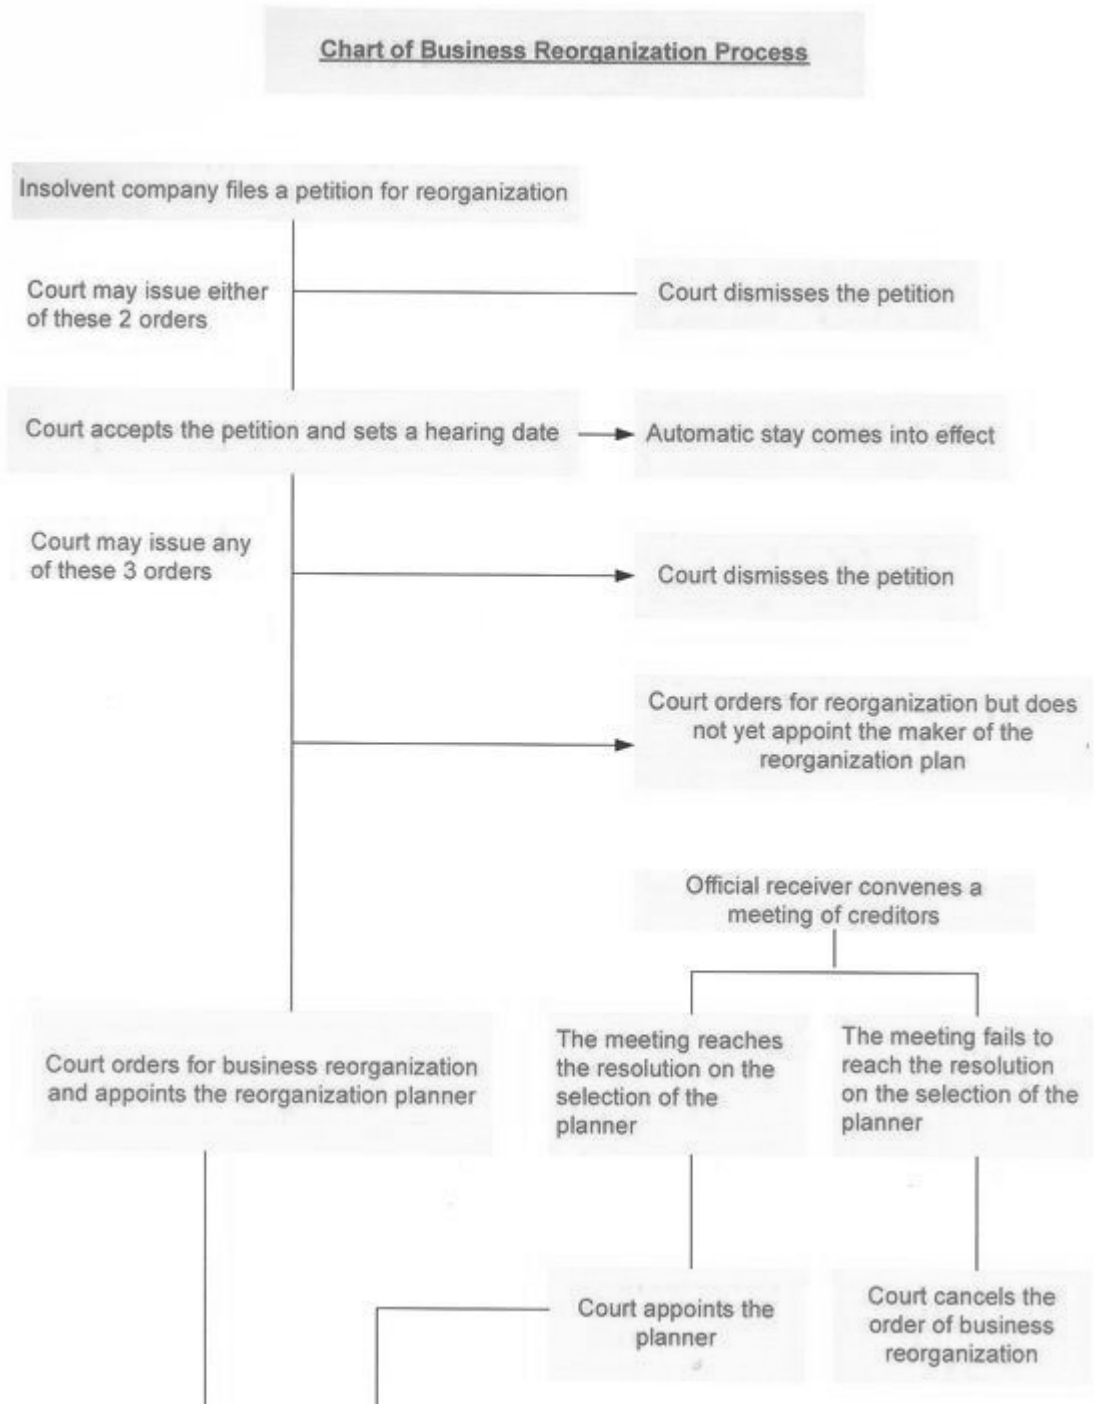 Chart of Business Reorganization Process
Insolvent company files a petition for reorganization
Court may issue either
of these 2 orders
Court dismisses the petition
Court accepts the petition and sets a hearing date
Automatic stay comes into effect
Court may issue any
of these 3 orders
Court dismisses the petition
Court orders for reorganization but does
not yet appoint the maker of the
reorganization plan
Official receiver convenes a
meeting of creditors
Court orders for business reorganization
and appoints the reorganization planner
The meeting reaches
the resolution on the
selection of the
planner
The meeting fails to
reach the resolution
on the selection of the
planner
Court appoints the
planner
Court cancels the
order of business
reorganization